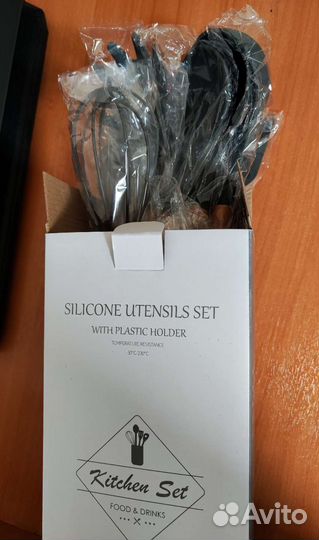 SILICONE UTENSILS SET
WITH PLASTIC HOLDER
TEMPERATURE RESISTANCE
Kitchen Set
FOOD & DRINKS
Avito